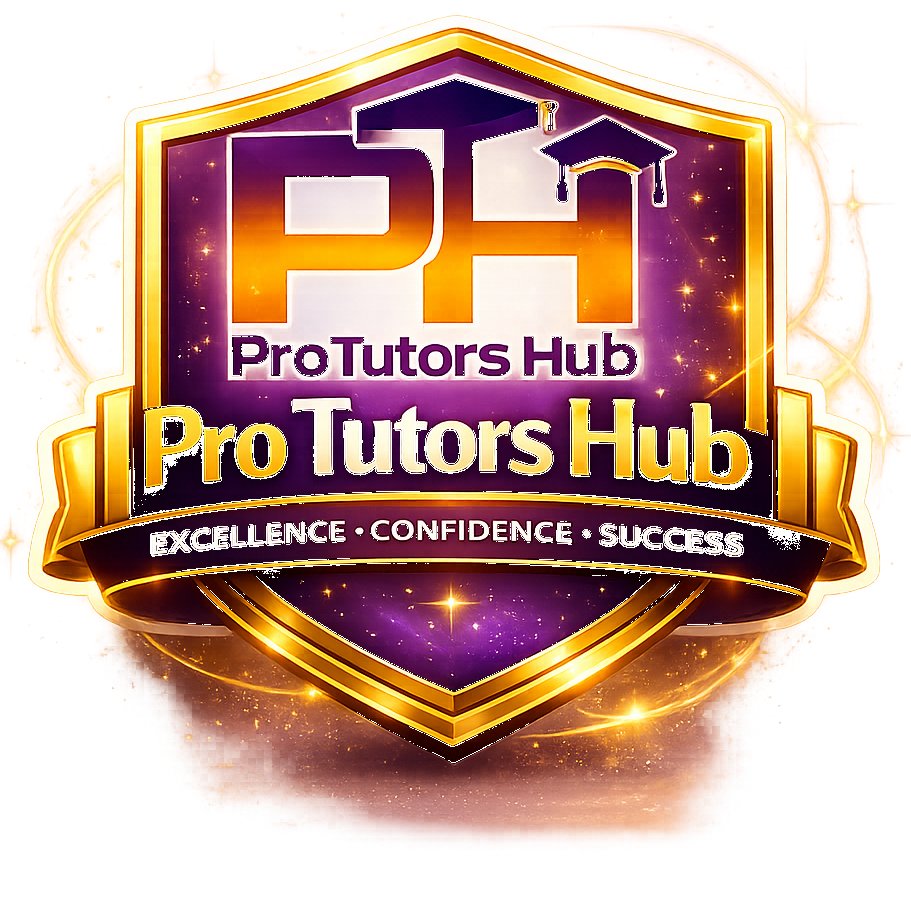 PH
ProTutors Hub
Pro Tutors Hub
EXCELLENCE • CONFIDENCE • SUCCESS